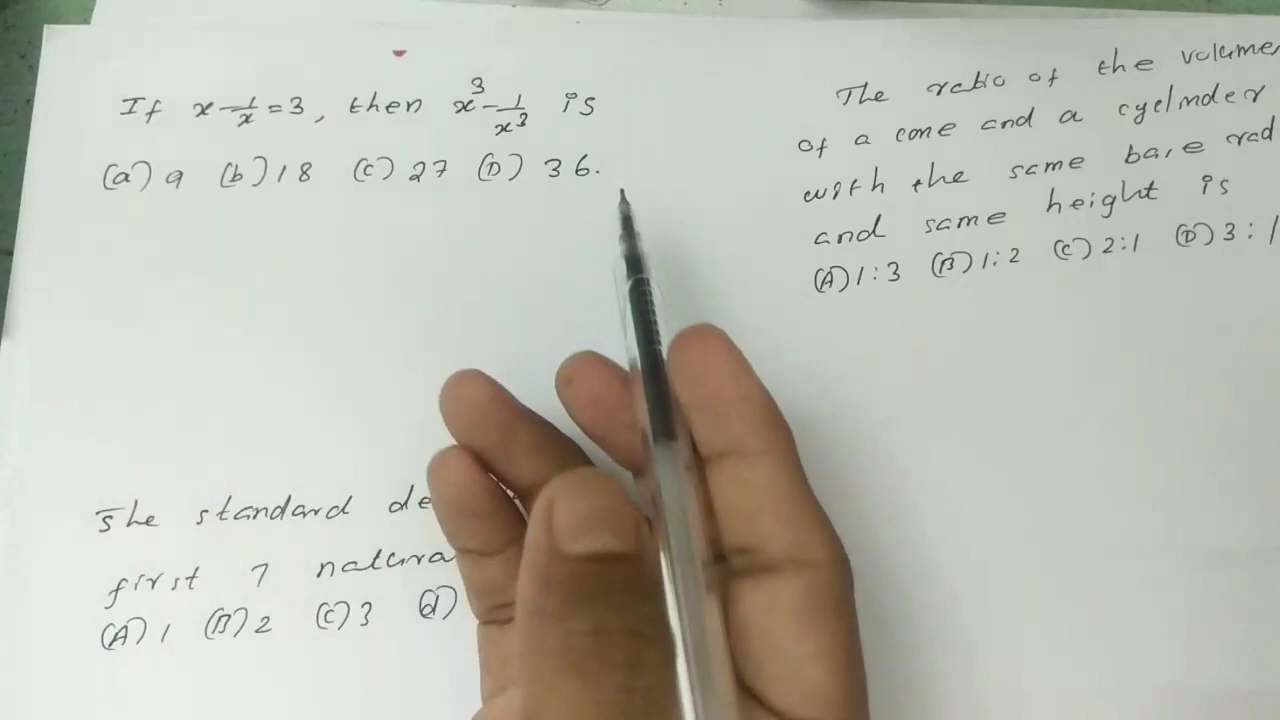 If x - 1/x = 3, then x³ - 1/x³ is
(a) 9 (b) 18 (c) 27 (D) 36.
The ratio of the volume
of a cone and a cyclinder
with the same base rad
and same height is
(A) 1:3 (B) 1:2 (C) 2:1 (D) 3:1
The standard de
first 7 natura
(A) 1 (B) 2 (C) 3 (d)